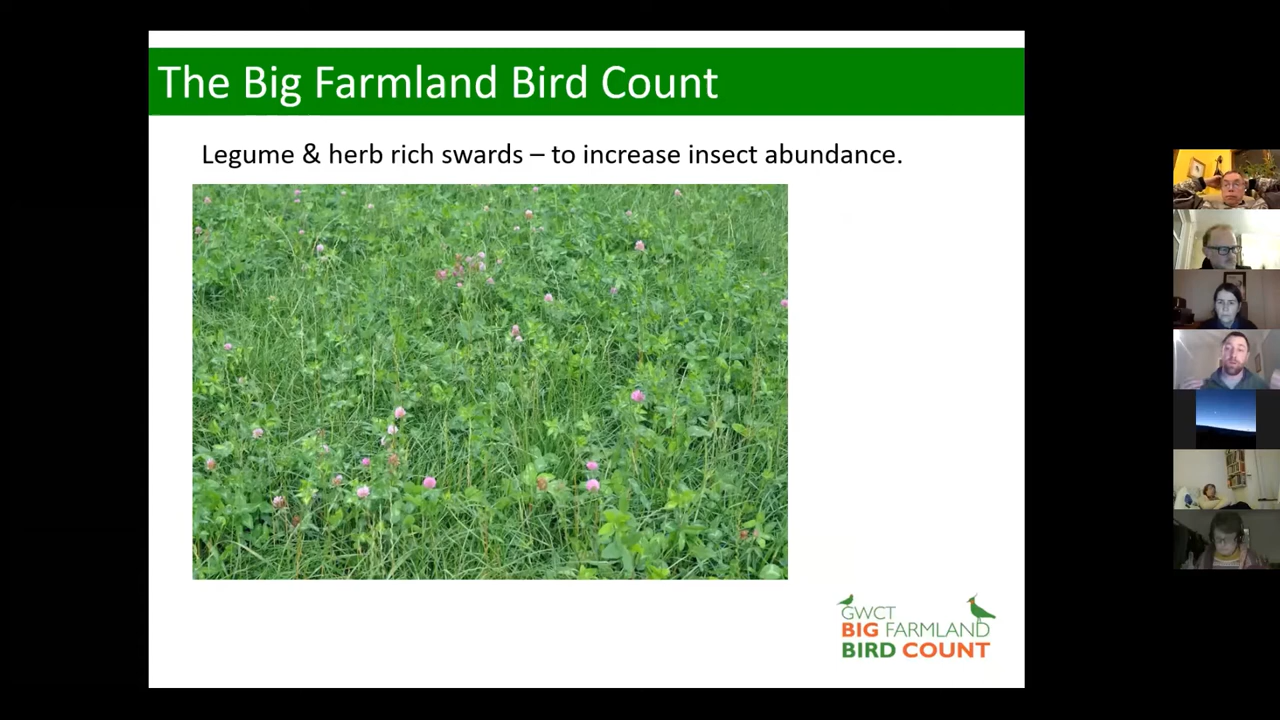 The Big Farmland Bird Count
Legume & herb rich swards – to increase insect abundance.
GWCT
BIG FARMLAND
BIRD COUNT